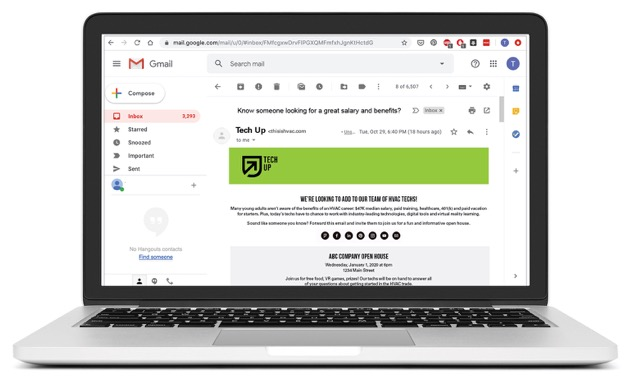 mail.google.com/mail/u/0/#inbox/FMfcgxwDrvFlPGXQMFmfxhJgnKtHctdG
Gmail
Search mail
Compose
8 of 6,507
Know someone looking for a great salary and benefits?
Inbox x
Inbox 3,293
Starred
Snoozed
Important
Sent
Tech Up <thisishvac.com
Tue, Oct 29, 6:40 PM (18 hours ago)
to me
TECH
UP
WE'RE LOOKING TO ADD TO OUR TEAM OF HVAC TECHS!
Many young adults aren't aware of the benefits of an HVAC career: $47K median salary, paid training, healthcare, 401(k) and paid vacation
for starters. Plus, today's techs have to chance to work with industry-leading technologies, digital tools and virtual reality learning.
Sound like someone you know? Forward this email and invite them to join us for a fun and informative open house.
No Hangouts contacts
Find someone
ABC COMPANY OPEN HOUSE
Wednesday, January 1, 2020 at 6pm
1234 Main Street
Join us for free food, VR games, prizes! Our techs will be on hand to answer all
of your questions about getting started in the HVAC trade.